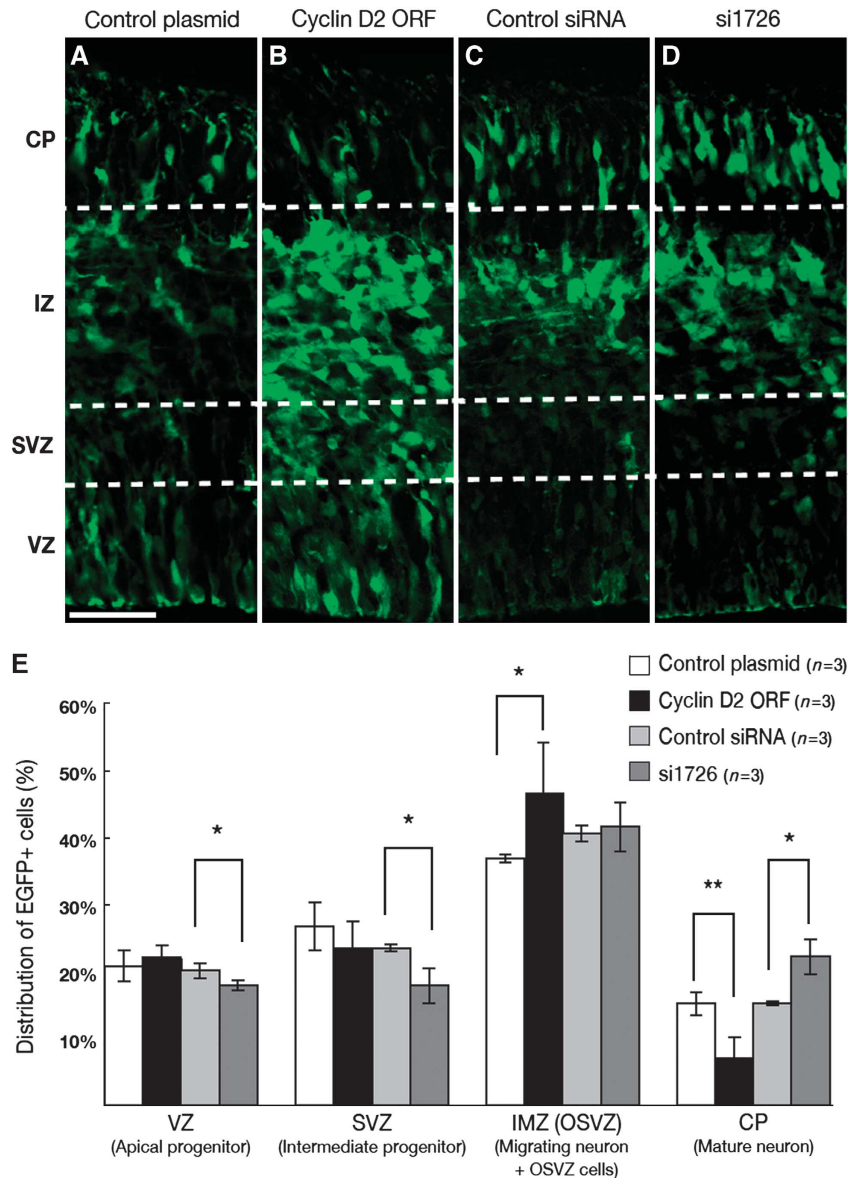 Control plasmid Cyclin D2 ORF Control siRNA si1726
A B C D
CP
IZ
SVZ
VZ
E
Control plasmid (n=3)
Cyclin D2 ORF (n=3)
Control siRNA (n=3)
si1726 (n=3)
Distribution of EGFP+ cells (%)
60%
50%
40%
30%
20%
10%
* * * ** *
VZ SVZ IMZ (OSVZ) CP
(Apical progenitor) (Intermediate progenitor) (Migrating neuron (Mature neuron)
+ OSVZ cells)